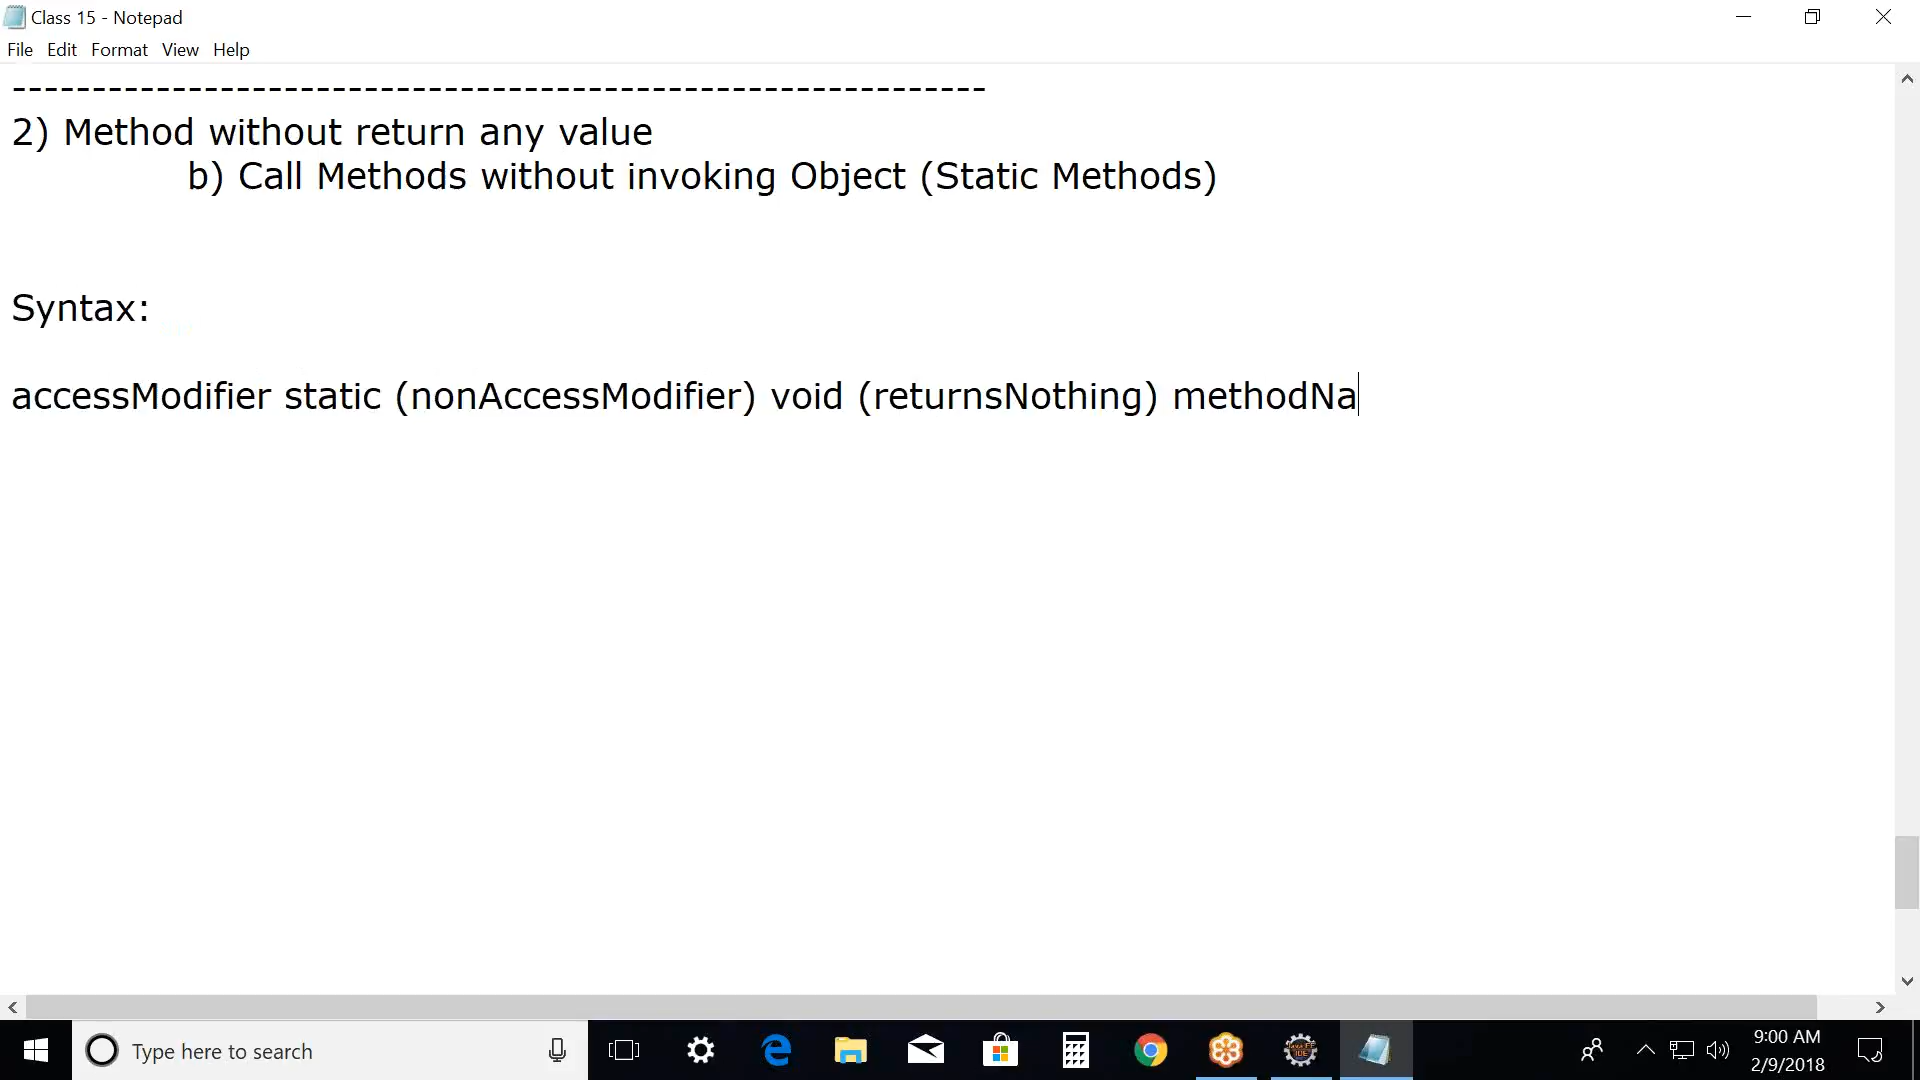 Class 15 - Notepad
File Edit Format View Help
-------------------------------------------------------------
2) Method without return any value
b) Call Methods without invoking Object (Static Methods)
Syntax:
accessModifier static (nonAccessModifier) void (returnsNothing) methodNa
Type here to search
9:00 AM
2/9/2018